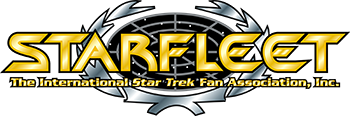 STARFLEET
The International Star Trek Fan Association, Inc.